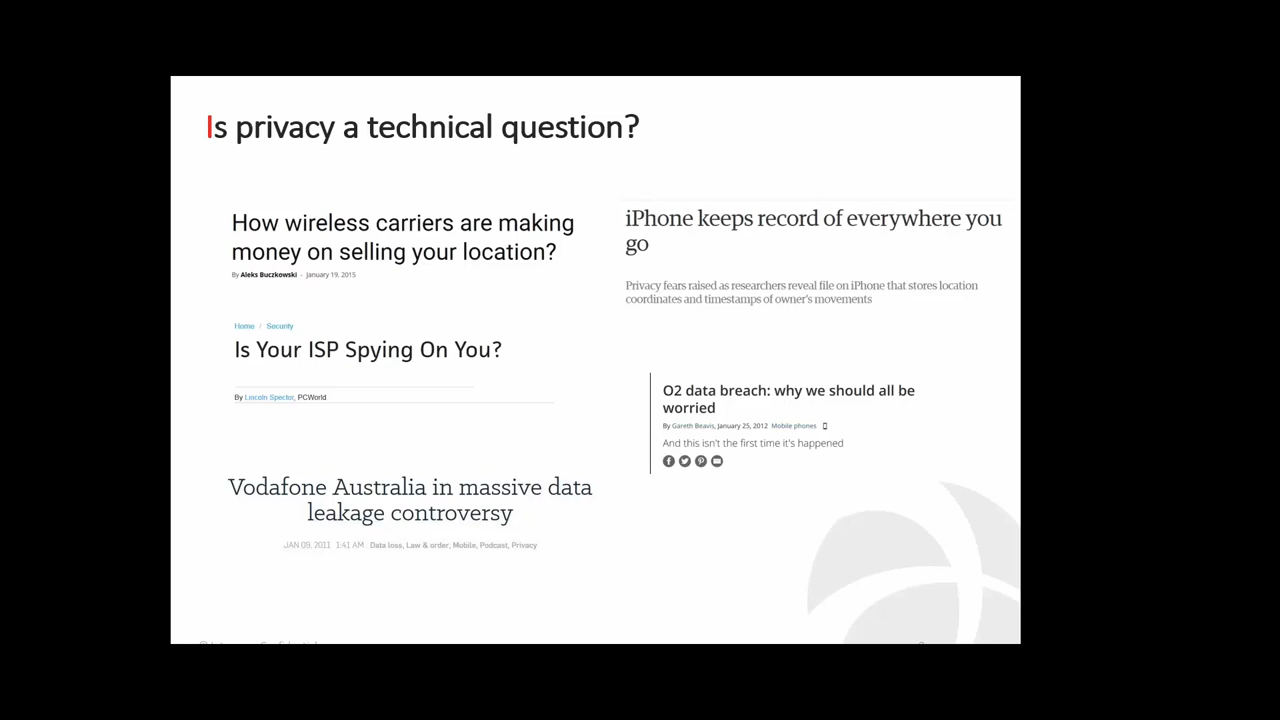 Is privacy a technical question?
How wireless carriers are making
money on selling your location?
By Aleks Buczkowski - January 19, 2015
iPhone keeps record of everywhere you
go
Privacy fears raised as researchers reveal file on iPhone that stores location
coordinates and timestamps of owner's movements
Home / Security
Is Your ISP Spying On You?
By Lincoln Spector, PCWorld
O2 data breach: why we should all be
worried
By Gareth Beavis, January 25, 2012 Mobile phones
And this isn't the first time it's happened
Vodafone Australia in massive data
leakage controversy
JAN 09, 2011 1:41 AM Data loss, Law & order, Mobile, Podcast, Privacy